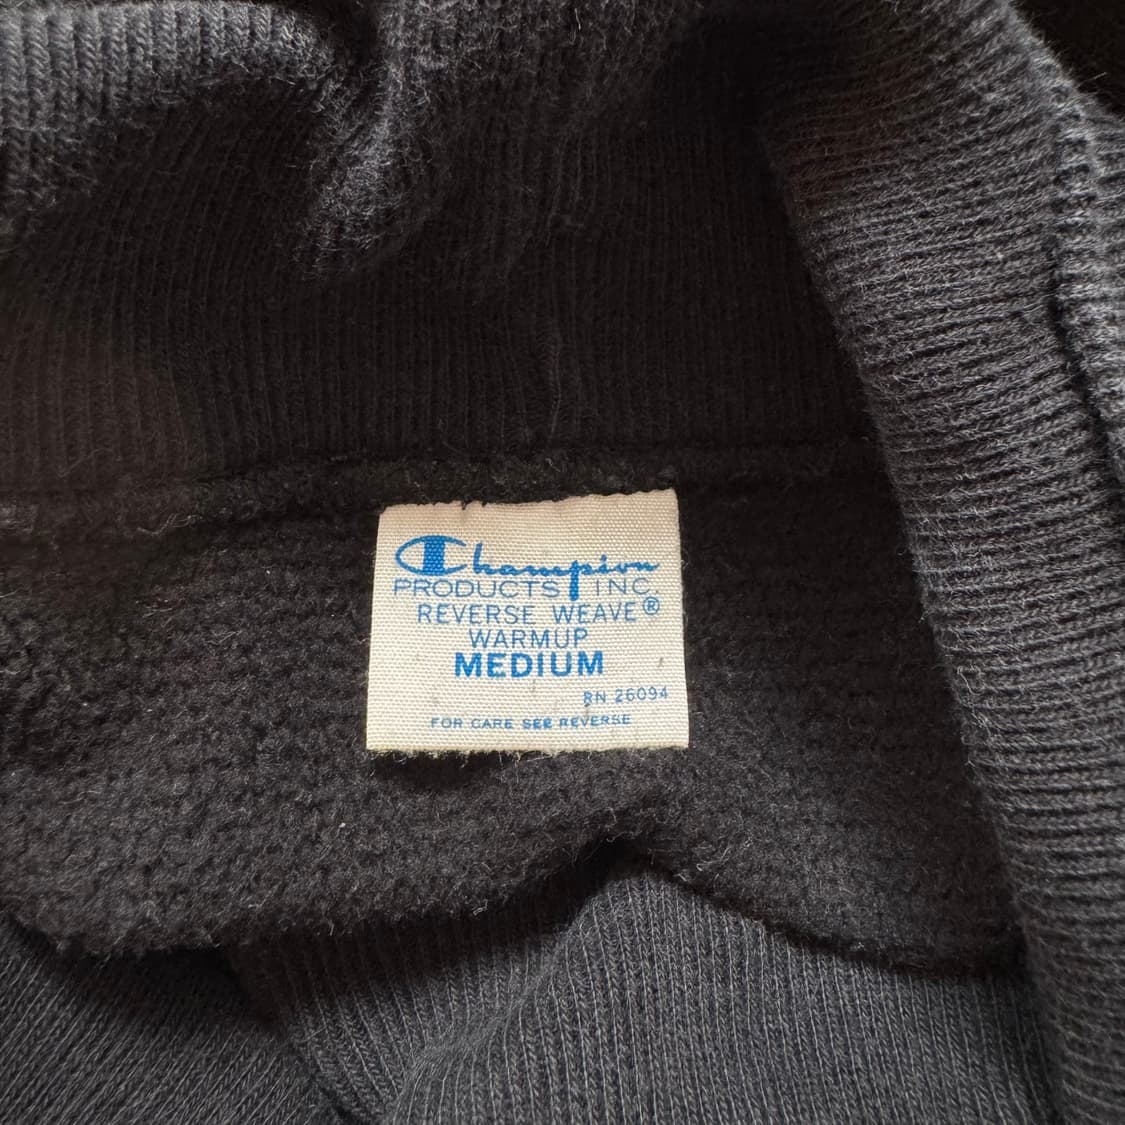 Champion
PRODUCTS INC
REVERSE WEAVE®
WARMUP
MEDIUM
RN 26094
FOR CARE SEE REVERSE